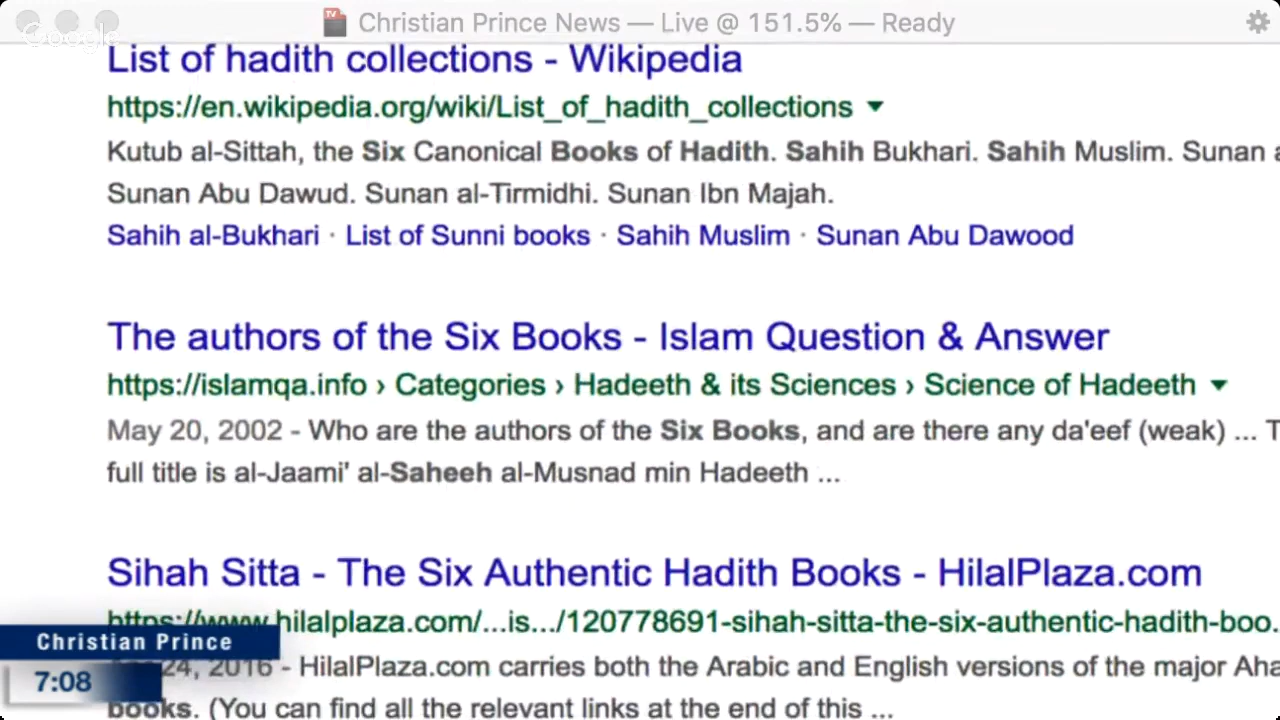 TV Christian Prince News — Live @ 151.5% — Ready
Google
List of hadith collections - Wikipedia
https://en.wikipedia.org/wiki/List_of_hadith_collections
Kutub al-Sittah, the Six Canonical Books of Hadith. Sahih Bukhari. Sahih Muslim. Sunan
Sunan Abu Dawud. Sunan al-Tirmidhi. Sunan Ibn Majah.
Sahih al-Bukhari · List of Sunni books · Sahih Muslim · Sunan Abu Dawood
The authors of the Six Books - Islam Question & Answer
https://islamqa.info › Categories › Hadeeth & its Sciences › Science of Hadeeth
May 20, 2002 - Who are the authors of the Six Books, and are there any da'eef (weak) ... T
full title is al-Jaami' al-Saheeh al-Musnad min Hadeeth ...
Sihah Sitta - The Six Authentic Hadith Books - HilalPlaza.com
https://www.hilalplaza.com/...is.../120778691-sihah-sitta-the-six-authentic-hadith-boo.
Christian Prince
24, 2016 - HilalPlaza.com carries both the Arabic and English versions of the major Aha
7:08
books. (You can find all the relevant links at the end of this ...